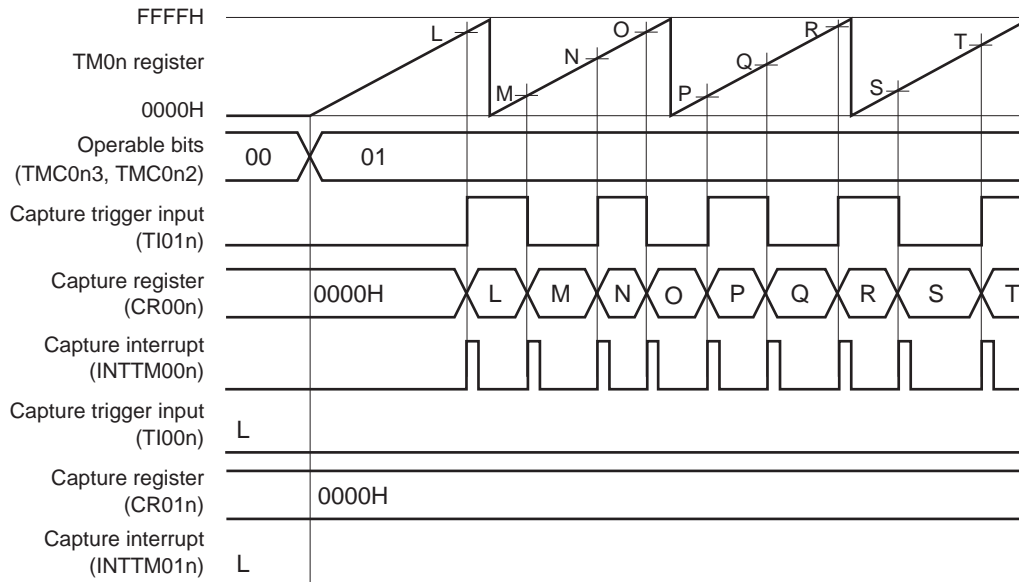 FFFFH
TM0n register
0000H
L
M
N
O
P
Q
R
S
T
Operable bits
(TMC0n3, TMC0n2)
00
01
Capture trigger input
(TI01n)
Capture register
(CR00n)
0000H
L
M
N
O
P
Q
R
S
T
Capture interrupt
(INTTM00n)
Capture trigger input
(TI00n)
L
Capture register
(CR01n)
0000H
Capture interrupt
(INTTM01n)
L